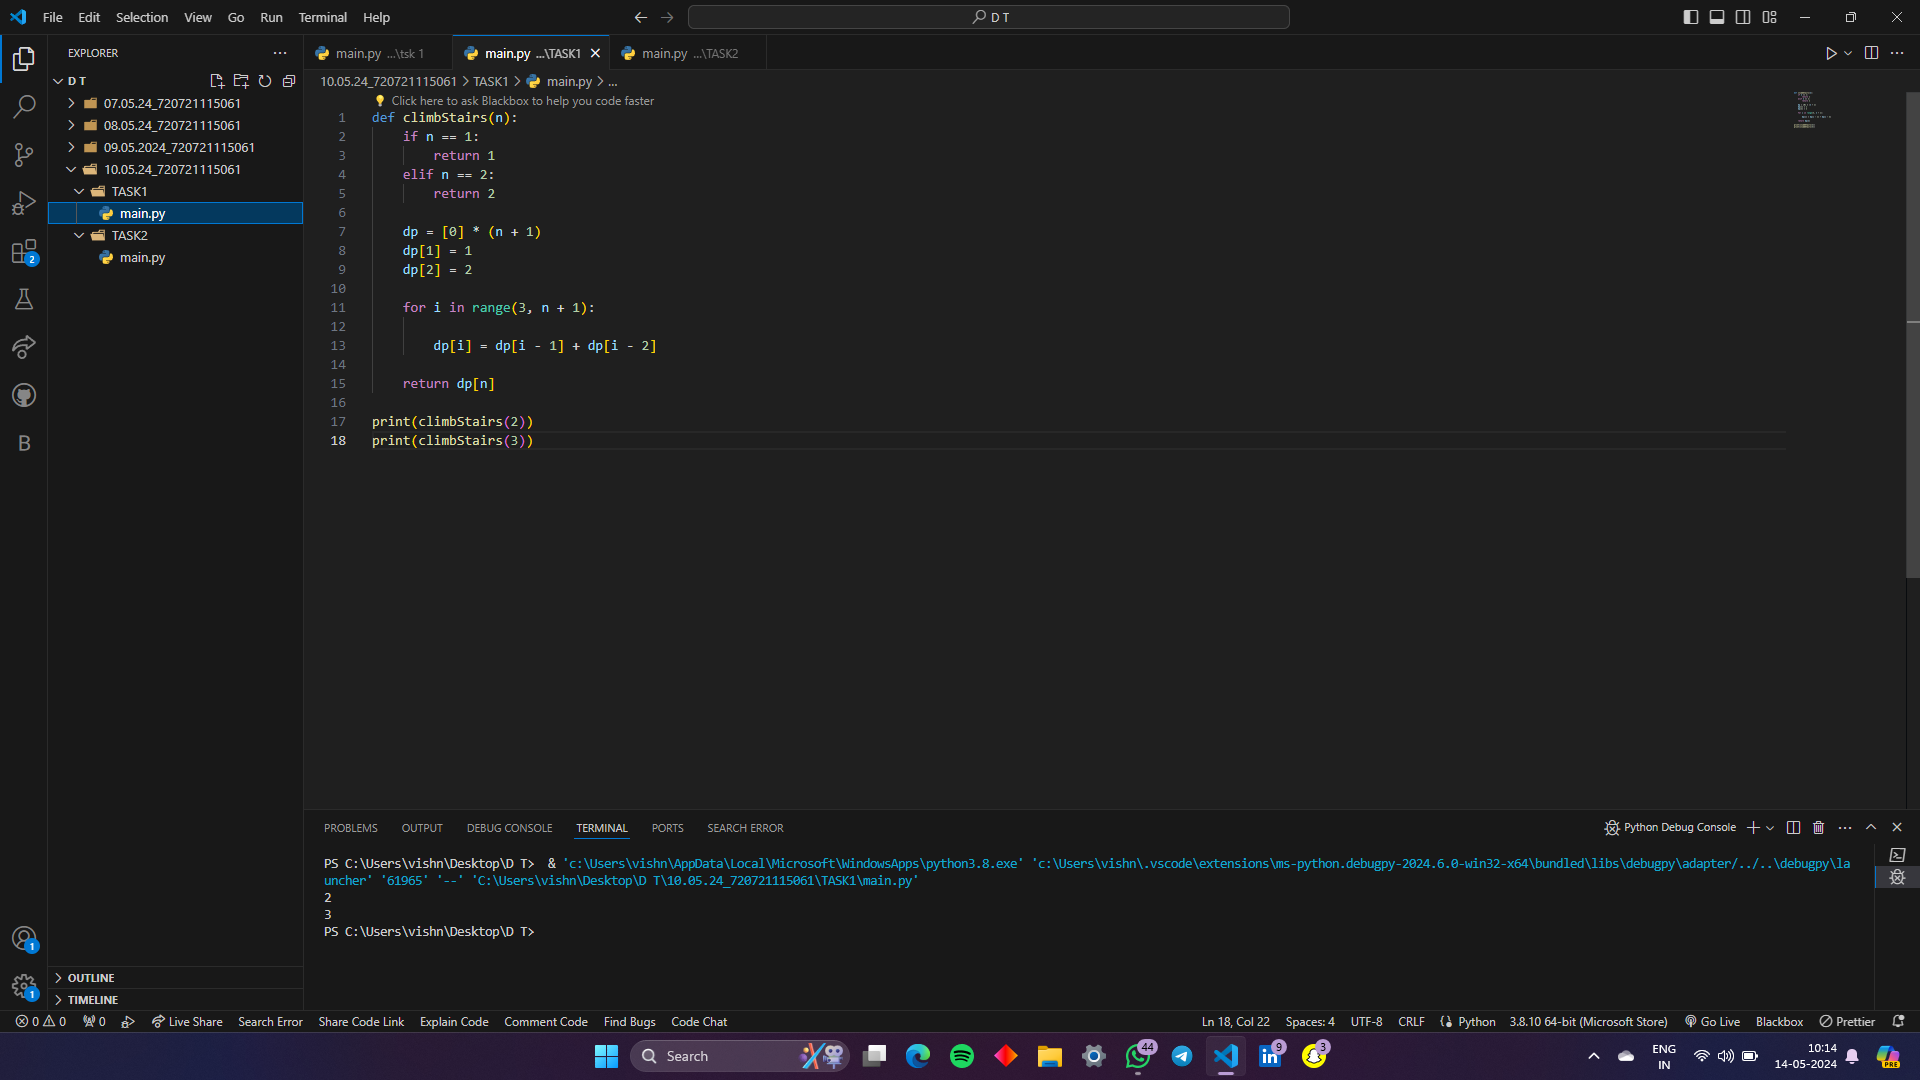 File Edit Selection View Go Run Terminal Help
D T
EXPLORER
D T
07.05.24_720721115061
08.05.24_720721115061
09.05.2024_720721115061
10.05.24_720721115061
TASK1
main.py
TASK2
main.py
OUTLINE
TIMELINE
2
B
1
1
main.py ...\tsk 1
main.py ...\TASK1
main.py ...\TASK2
10.05.24_720721115061 > TASK1 > main.py > ...
Click here to ask Blackbox to help you code faster
1 def climbStairs(n):
2 if n == 1:
3 return 1
4 elif n == 2:
5 return 2
6
7 dp = [0] * (n + 1)
8 dp[1] = 1
9 dp[2] = 2
10
11 for i in range(3, n + 1):
12
13 dp[i] = dp[i - 1] + dp[i - 2]
14
15 return dp[n]
16
17 print(climbStairs(2))
18 print(climbStairs(3))
PROBLEMS OUTPUT DEBUG CONSOLE TERMINAL PORTS SEARCH ERROR
Python Debug Console
PS C:\Users\vishn\Desktop\D T>  & 'c:\Users\vishn\AppData\Local\Microsoft\WindowsApps\python3.8.exe' 'c:\Users\vishn\.vscode\extensions\ms-python.debugpy-2024.6.0-win32-x64\bundled\libs\debugpy\adapter/../..\debugpy\la
uncher' '61965' '--' 'C:\Users\vishn\Desktop\D T\10.05.24_720721115061\TASK1\main.py'
2
3
PS C:\Users\vishn\Desktop\D T>
0 0 0 Live Share Search Error Share Code Link Explain Code Comment Code Find Bugs Code Chat
Ln 18, Col 22 Spaces: 4 UTF-8 CRLF Python 3.8.10 64-bit (Microsoft Store) Go Live Blackbox Prettier
Search
44
9
3
ENG
IN
10:14
14-05-2024
PRE